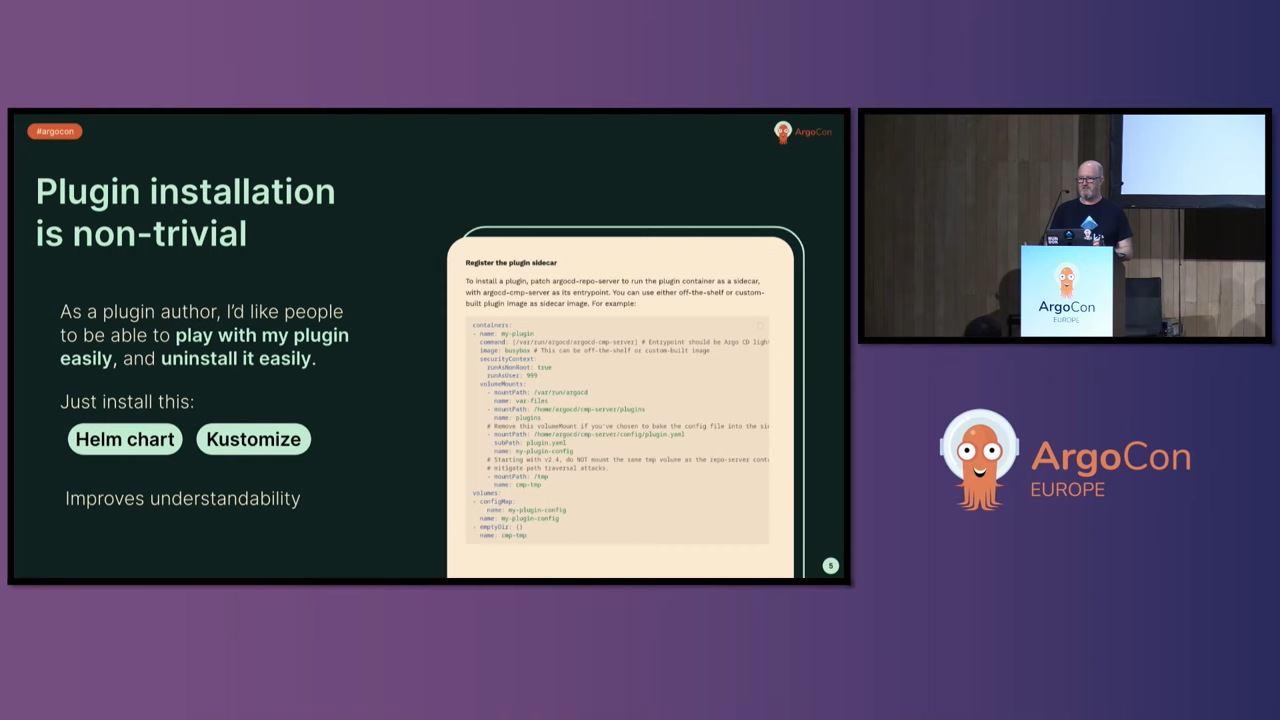 #argocon
ArgoCon
Plugin installation
is non-trivial
As a plugin author, I'd like people
to be able to play with my plugin
easily, and uninstall it easily.
Just install this:
Helm chart
Kustomize
Improves understandability
Register the plugin sidecar
To install a plugin, patch argocd-repo-server to run the plugin container as a sidecar,
with argocd-cmp-server as its entrypoint. You can use either off-the-shelf or custom-
built plugin image as sidecar image. For example:
containers:
- name: my-plugin
command: [/var/run/argocd/argocd-cmp-server] # Entrypoint should be Argo CD ligh
image: busybox # This can be off-the-shelf or custom-built image
securityContext:
runAsNonRoot: true
runAsUser: 999
volumeMounts:
- mountPath: /var/run/argocd
name: var-files
- mountPath: /home/argocd/cmp-server/plugins
name: plugins
# Remove this volumeMount if you've chosen to bake the config file into the si
- mountPath: /home/argocd/cmp-server/config/plugin.yaml
subPath: plugin.yaml
name: my-plugin-config
# Starting with v2.4, do NOT mount the same tmp volume as the repo-server cont
# mitigate path traversal attacks.
- mountPath: /tmp
name: cmp-tmp
volumes:
- configMap:
name: my-plugin-config
name: my-plugin-config
- emptyDir: {}
name: cmp-tmp
5
ArgoCon
EUROPE
ArgoCon
EUROPE